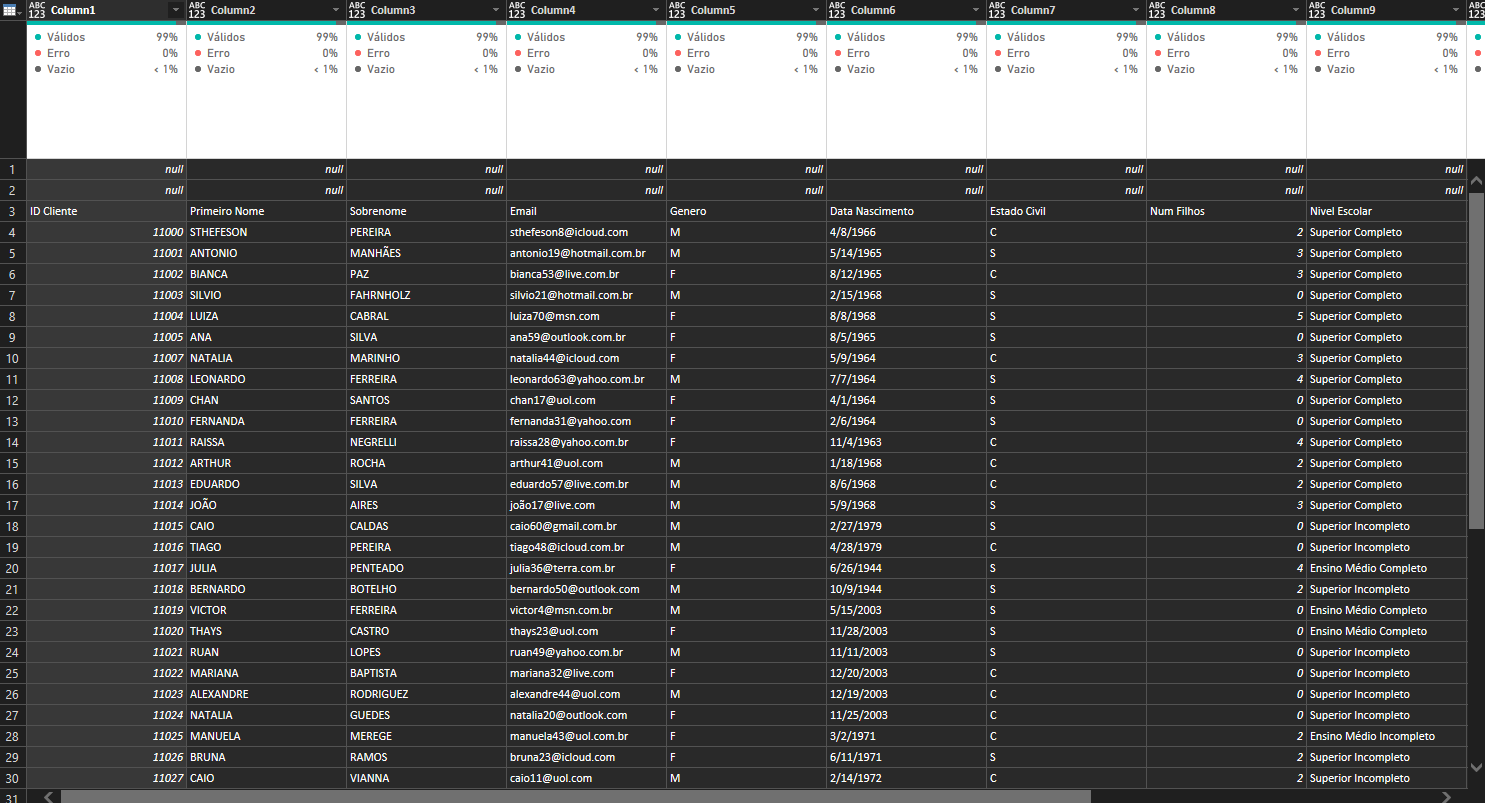 ABC 123 Column1 ABC 123 Column2 ABC 123 Column3 ABC 123 Column4 ABC 123 Column5 ABC 123 Column6 ABC 123 Column7 ABC 123 Column8 ABC 123 Column9 ABC 123
Válidos 99% Válidos 99% Válidos 99% Válidos 99% Válidos 99% Válidos 99% Válidos 99% Válidos 99% Válidos 99%
Erro 0% Erro 0% Erro 0% Erro 0% Erro 0% Erro 0% Erro 0% Erro 0% Erro 0%
Vazio < 1% Vazio < 1% Vazio < 1% Vazio < 1% Vazio < 1% Vazio < 1% Vazio < 1% Vazio < 1% Vazio < 1%
1 null null null null null null null null null
2 null null null null null null null null null
3 ID Cliente Primeiro Nome Sobrenome Email Genero Data Nascimento Estado Civil Num Filhos Nivel Escolar
4 11000 STHEFESON PEREIRA sthefeson8@icloud.com M 4/8/1966 C 2 Superior Completo
5 11001 ANTONIO MANHÃES antonio19@hotmail.com.br M 5/14/1965 S 3 Superior Completo
6 11002 BIANCA PAZ bianca53@live.com.br F 8/12/1965 C 3 Superior Completo
7 11003 SILVIO FAHRNHOLZ silvio21@hotmail.com.br M 2/15/1968 S 0 Superior Completo
8 11004 LUIZA CABRAL luiza70@msn.com F 8/8/1968 S 5 Superior Completo
9 11005 ANA SILVA ana59@outlook.com.br F 8/5/1965 S 0 Superior Completo
10 11007 NATALIA MARINHO natalia44@icloud.com F 5/9/1964 C 3 Superior Completo
11 11008 LEONARDO FERREIRA leonardo63@yahoo.com.br M 7/7/1964 S 4 Superior Completo
12 11009 CHAN SANTOS chan17@uol.com F 4/1/1964 S 0 Superior Completo
13 11010 FERNANDA FERREIRA fernanda31@yahoo.com F 2/6/1964 S 0 Superior Completo
14 11011 RAISSA NEGRELLI raissa28@yahoo.com.br F 11/4/1963 C 4 Superior Completo
15 11012 ARTHUR ROCHA arthur41@uol.com M 1/18/1968 C 2 Superior Completo
16 11013 EDUARDO SILVA eduardo57@live.com.br M 8/6/1968 C 2 Superior Completo
17 11014 JOÃO AIRES joão17@live.com M 5/9/1968 S 3 Superior Completo
18 11015 CAIO CALDAS caio60@gmail.com.br M 2/27/1979 S 0 Superior Incompleto
19 11016 TIAGO PEREIRA tiago48@icloud.com.br M 4/28/1979 C 0 Superior Incompleto
20 11017 JULIA PENTEADO julia36@terra.com.br F 6/26/1944 S 4 Ensino Médio Completo
21 11018 BERNARDO BOTELHO bernardo50@outlook.com M 10/9/1944 S 2 Superior Incompleto
22 11019 VICTOR FERREIRA victor4@msn.com.br M 5/15/2003 S 0 Ensino Médio Completo
23 11020 THAYS CASTRO thays23@uol.com F 11/28/2003 S 0 Ensino Médio Completo
24 11021 RUAN LOPES ruan49@yahoo.com.br M 11/11/2003 S 0 Superior Incompleto
25 11022 MARIANA BAPTISTA mariana32@live.com F 12/20/2003 C 0 Superior Incompleto
26 11023 ALEXANDRE RODRIGUEZ alexandre44@uol.com M 12/19/2003 C 0 Superior Incompleto
27 11024 NATALIA GUEDES natalia20@outlook.com F 11/25/2003 C 0 Superior Incompleto
28 11025 MANUELA MEREGE manuela43@uol.com.br F 3/2/1971 C 2 Ensino Médio Incompleto
29 11026 BRUNA RAMOS bruna23@icloud.com F 6/11/1971 S 2 Superior Incompleto
30 11027 CAIO VIANNA caio11@uol.com M 2/14/1972 C 2 Superior Incompleto
31